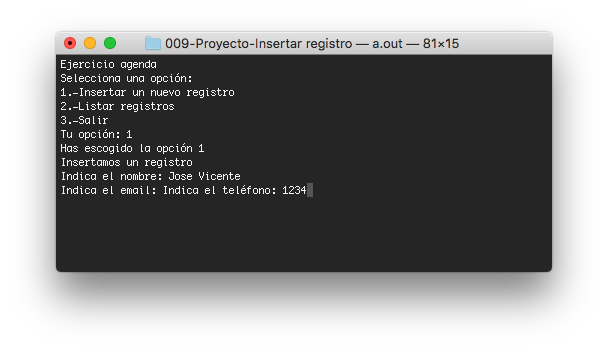 009-Proyecto-Insertar registro — a.out — 81×15
Ejercicio agenda
Selecciona una opción:
1.-Insertar un nuevo registro
2.-Listar registros
3.-Salir
Tu opción: 1
Has escogido la opción 1
Insertamos un registro
Indica el nombre: Jose Vicente
Indica el email: Indica el teléfono: 1234